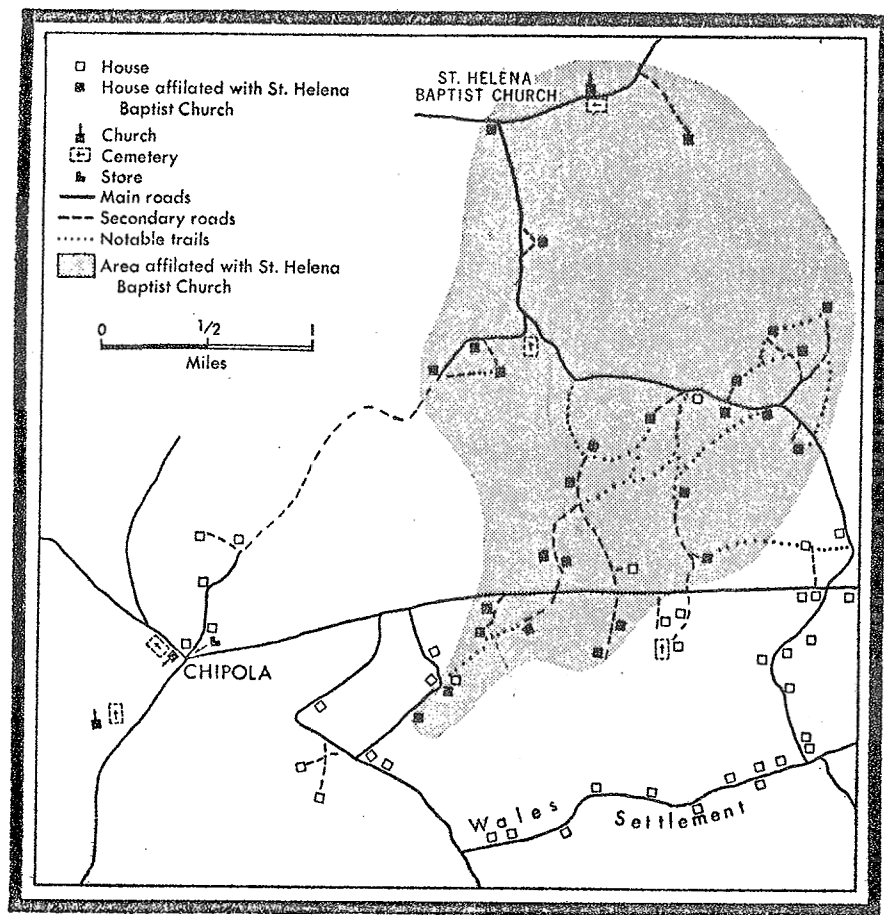 House
House affilated with St. Helena
Baptist Church
Church
Cemetery
Store
Main roads
Secondary roads
Notable trails
Area affilated with St. Helena
Baptist Church
0 1/2 1
Miles
ST. HELENA
BAPTIST CHURCH
CHIPOLA
Wales Settlement